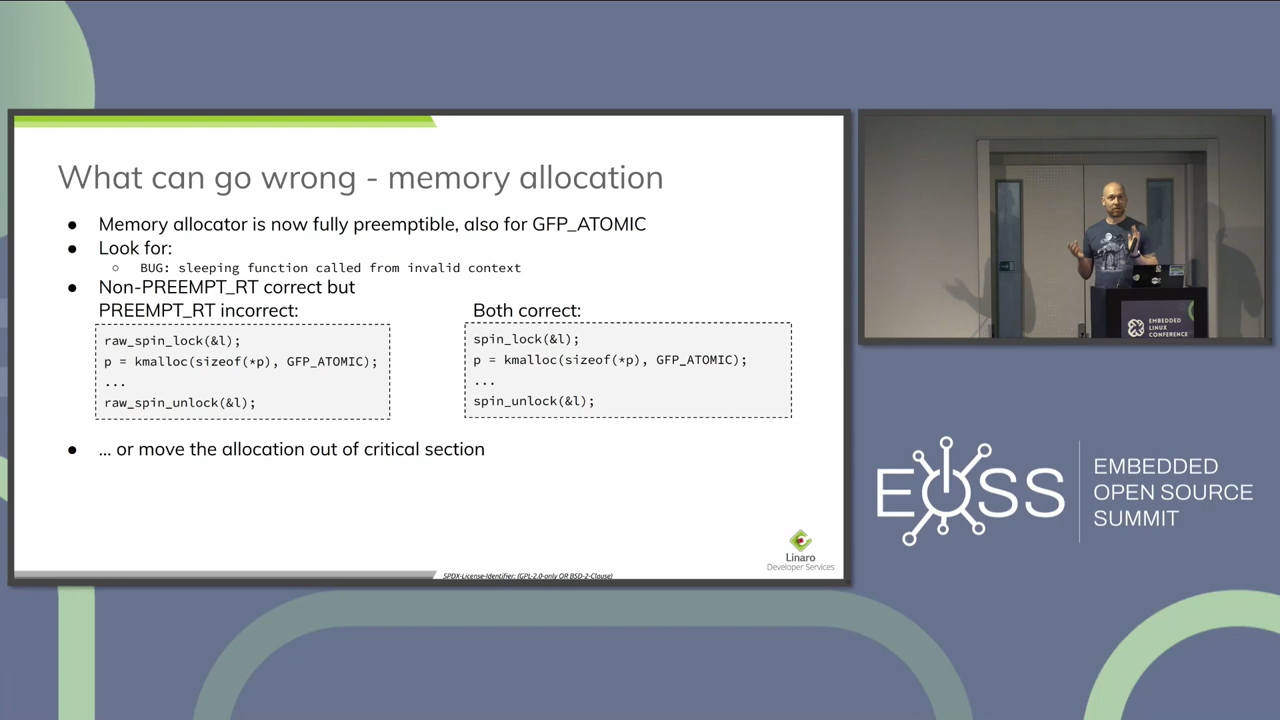 What can go wrong - memory allocation
● Memory allocator is now fully preemptible, also for GFP_ATOMIC
● Look for:
○ BUG: sleeping function called from invalid context
● Non-PREEMPT_RT correct but
PREEMPT_RT incorrect:
raw_spin_lock(&l);
p = kmalloc(sizeof(*p), GFP_ATOMIC);
...
raw_spin_unlock(&l);
Both correct:
spin_lock(&l);
p = kmalloc(sizeof(*p), GFP_ATOMIC);
...
spin_unlock(&l);
● ... or move the allocation out of critical section
Linaro
Developer Services
SPDX-License-Identifier: (GPL-2.0-only OR BSD-2-Clause)
EMBEDDED
LINUX
CONFERENCE
EOSS
EMBEDDED
OPEN SOURCE
SUMMIT